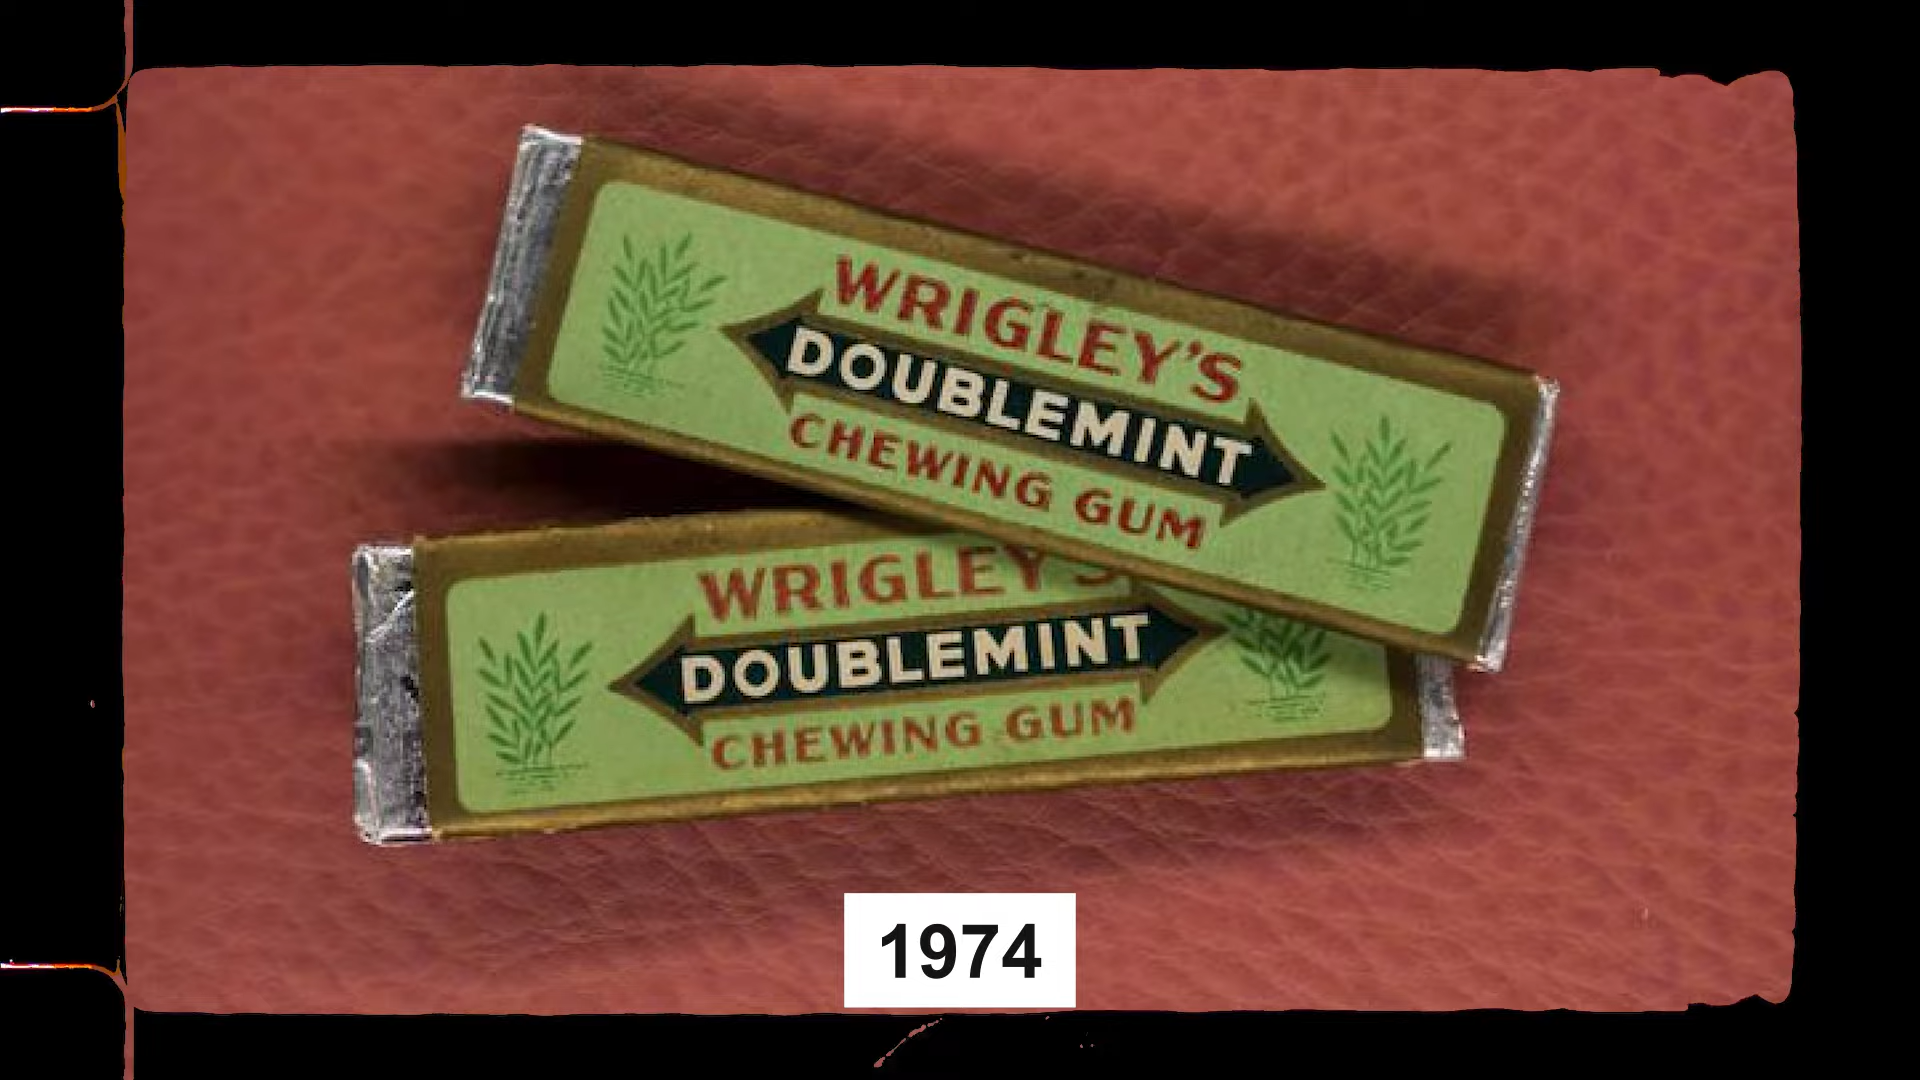 WRIGLEY'S
DOUBLEMINT
CHEWING GUM
WRIGLEY'S
DOUBLEMINT
CHEWING GUM
1974